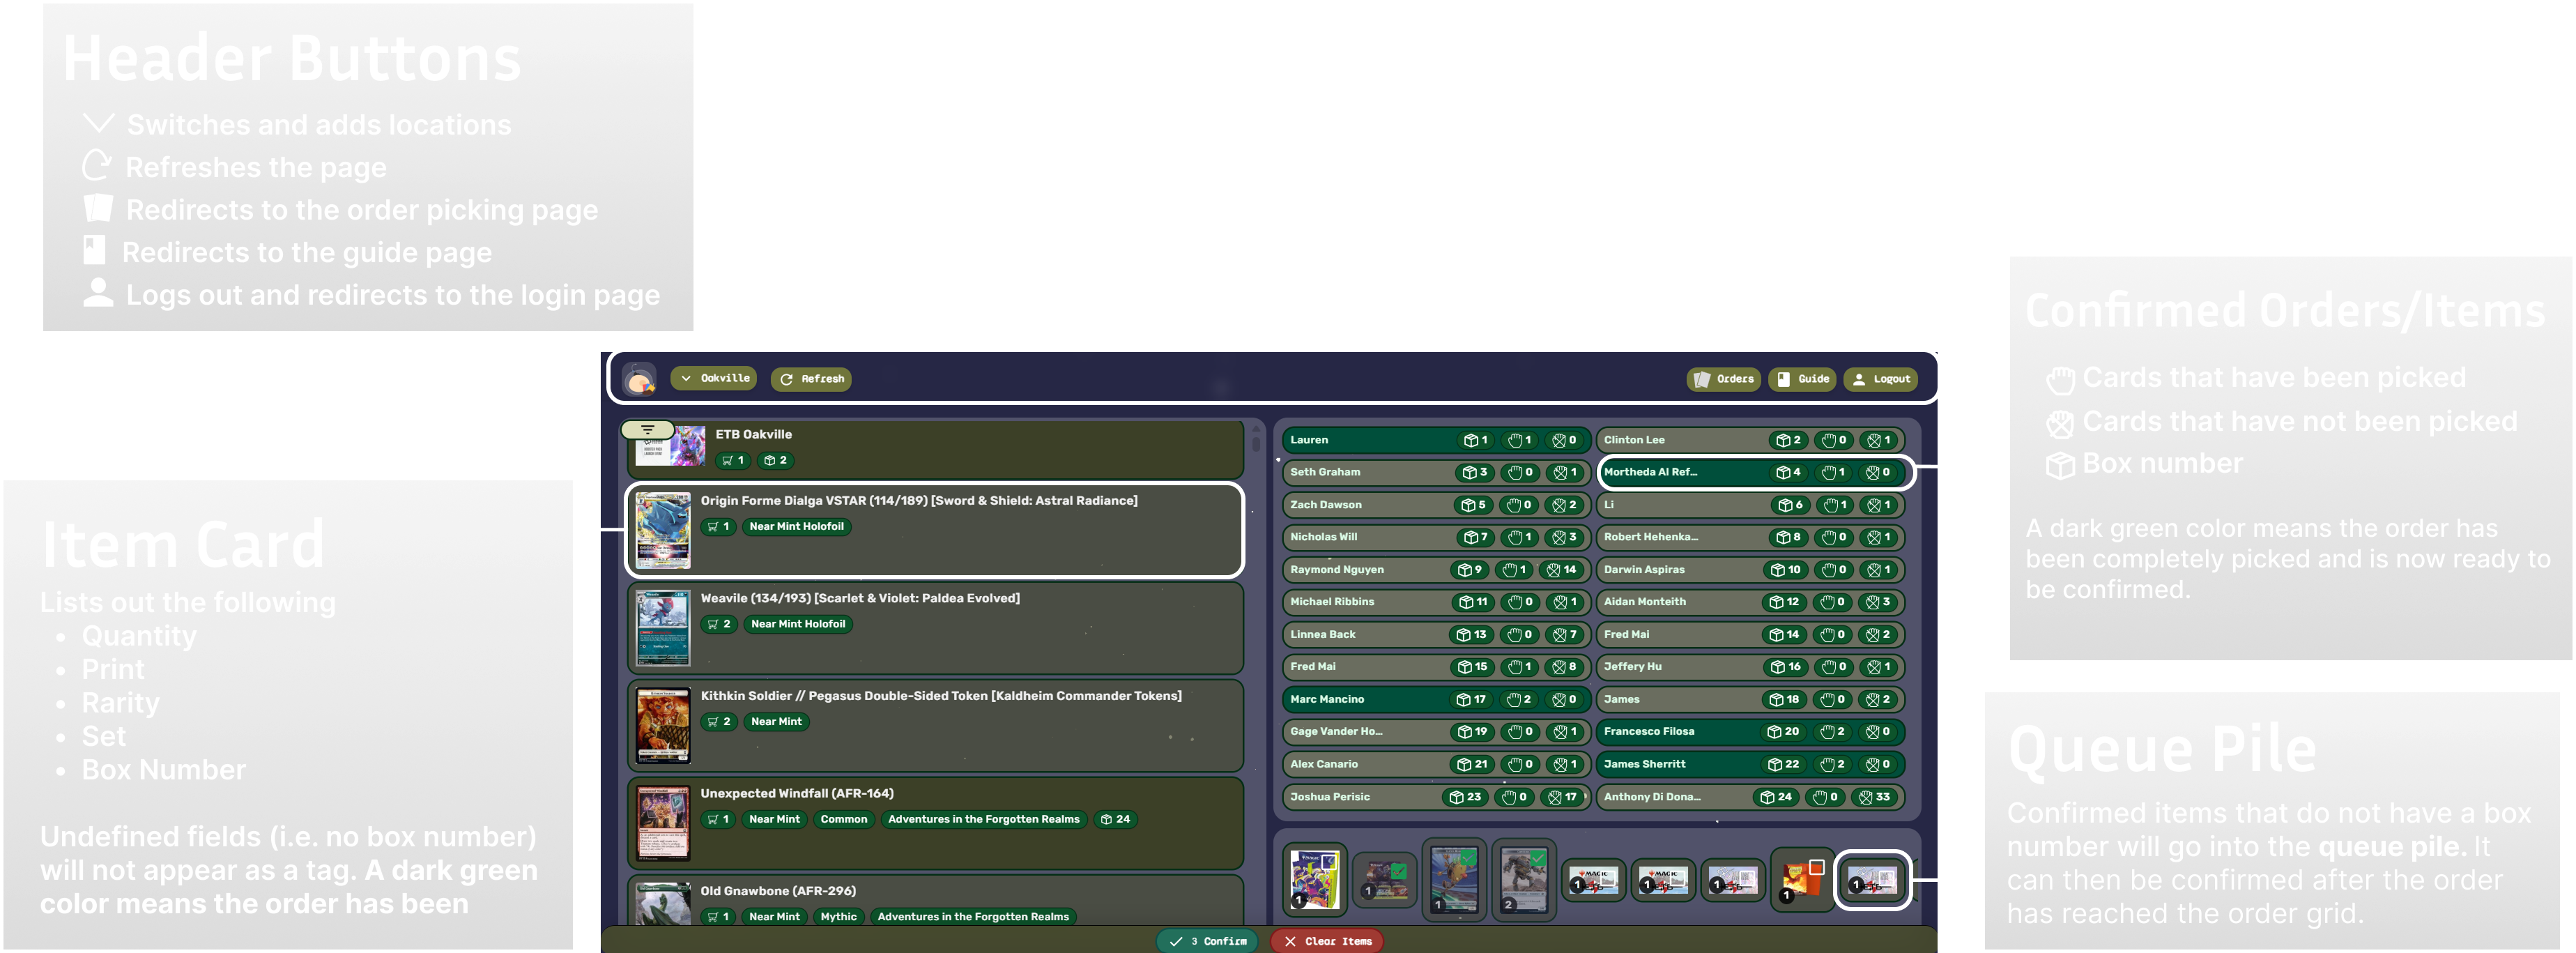 Header Buttons
Switches and adds locations
Refreshes the page
Redirects to the order picking page
Redirects to the guide page
Logs out and redirects to the login page
Item Card
Lists out the following
• Quantity
• Print
• Rarity
• Set
• Box Number
Undefined fields (i.e. no box number)
will not appear as a tag. A dark green
color means the order has been
Oakville
Refresh
Orders
Guide
Logout
ETB Oakville
1
2
Origin Forme Dialga VSTAR (114/189) [Sword & Shield: Astral Radiance]
1 Near Mint Holofoil
Weavile (134/193) [Scarlet & Violet: Paldea Evolved]
2 Near Mint Holofoil
Kithkin Soldier // Pegasus Double-Sided Token [Kaldheim Commander Tokens]
2 Near Mint
Unexpected Windfall (AFR-164)
1 Near Mint Common Adventures in the Forgotten Realms 24
Old Gnawbone (AFR-296)
1 Near Mint Mythic Adventures in the Forgotten Realms
Lauren 1 1 0
Clinton Lee 2 0 1
Seth Graham 3 0 1
Mortheda Al Ref... 4 1 0
Zach Dawson 5 0 2
Li 6 1 1
Nicholas Will 7 1 3
Robert Hehenka... 8 0 1
Raymond Nguyen 9 1 14
Darwin Aspiras 10 0 1
Michael Ribbins 11 0 1
Aidan Monteith 12 0 3
Linnea Back 13 0 7
Fred Mai 14 0 2
Fred Mai 15 1 8
Jeffery Hu 16 0 1
Marc Mancino 17 2 0
James 18 0 2
Gage Vander Ho... 19 0 1
Francesco Filosa 20 2 0
Alex Canario 21 0 1
James Sherritt 22 2 0
Joshua Perisic 23 0 17
Anthony Di Dona... 24 0 33
1
1
1
2
MAGIC
1
MAGIC
1
1
1
1
3 Confirm
Clear Items
Confirmed Orders/Items
Cards that have been picked
Cards that have not been picked
Box number
A dark green color means the order has
been completely picked and is now ready to
be confirmed.
Queue Pile
Confirmed items that do not have a box
number will go into the queue pile. It
can then be confirmed after the order
has reached the order grid.